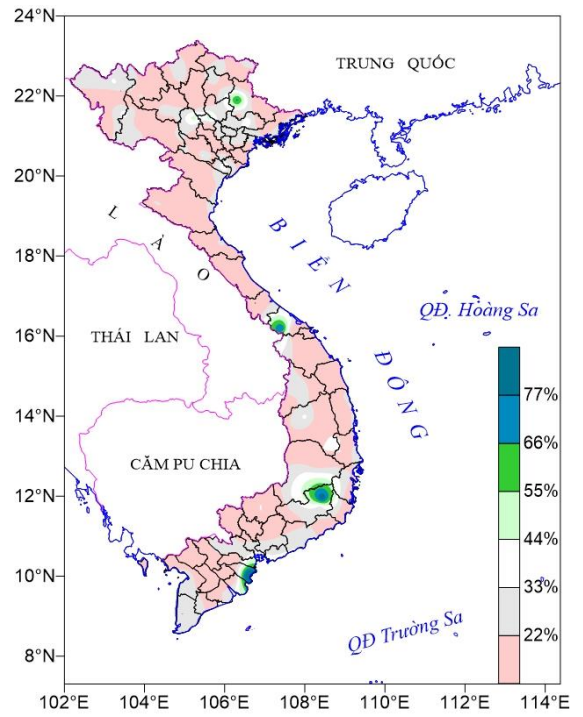 24°N
22°N
20°N
18°N
16°N
14°N
12°N
10°N
8°N
TRUNG QUỐC
LÀO
BIỂN ĐÔNG
QĐ. Hoàng Sa
THÁI LAN
CĂM PU CHIA
QĐ Trường Sa
77%
66%
55%
44%
33%
22%
102°E 104°E 106°E 108°E 110°E 112°E 114°E